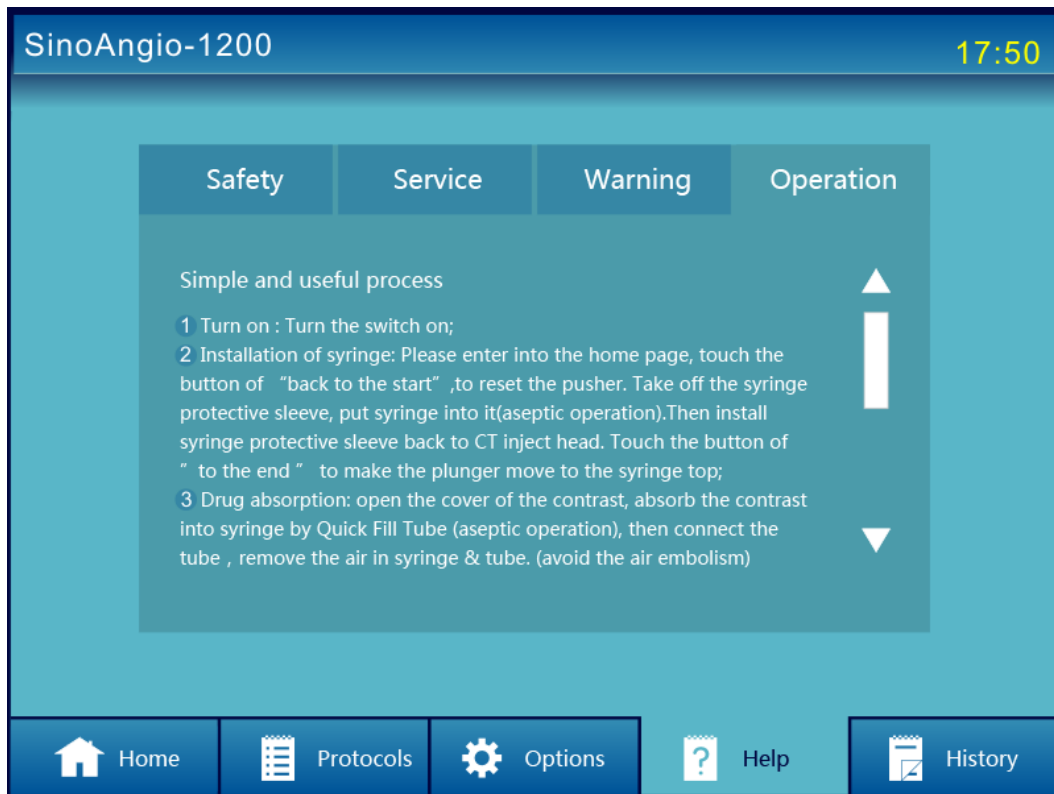 SinoAngio-1200
17:50
Safety Service Warning Operation
Simple and useful process
1 Turn on : Turn the switch on;
2 Installation of syringe: Please enter into the home page, touch the
button of “back to the start” ,to reset the pusher. Take off the syringe
protective sleeve, put syringe into it(aseptic operation).Then install
syringe protective sleeve back to CT inject head. Touch the button of
” to the end ” to make the plunger move to the syringe top;
3 Drug absorption: open the cover of the contrast, absorb the contrast
into syringe by Quick Fill Tube (aseptic operation), then connect the
tube , remove the air in syringe & tube. (avoid the air embolism)
Home Protocols Options ? Help History